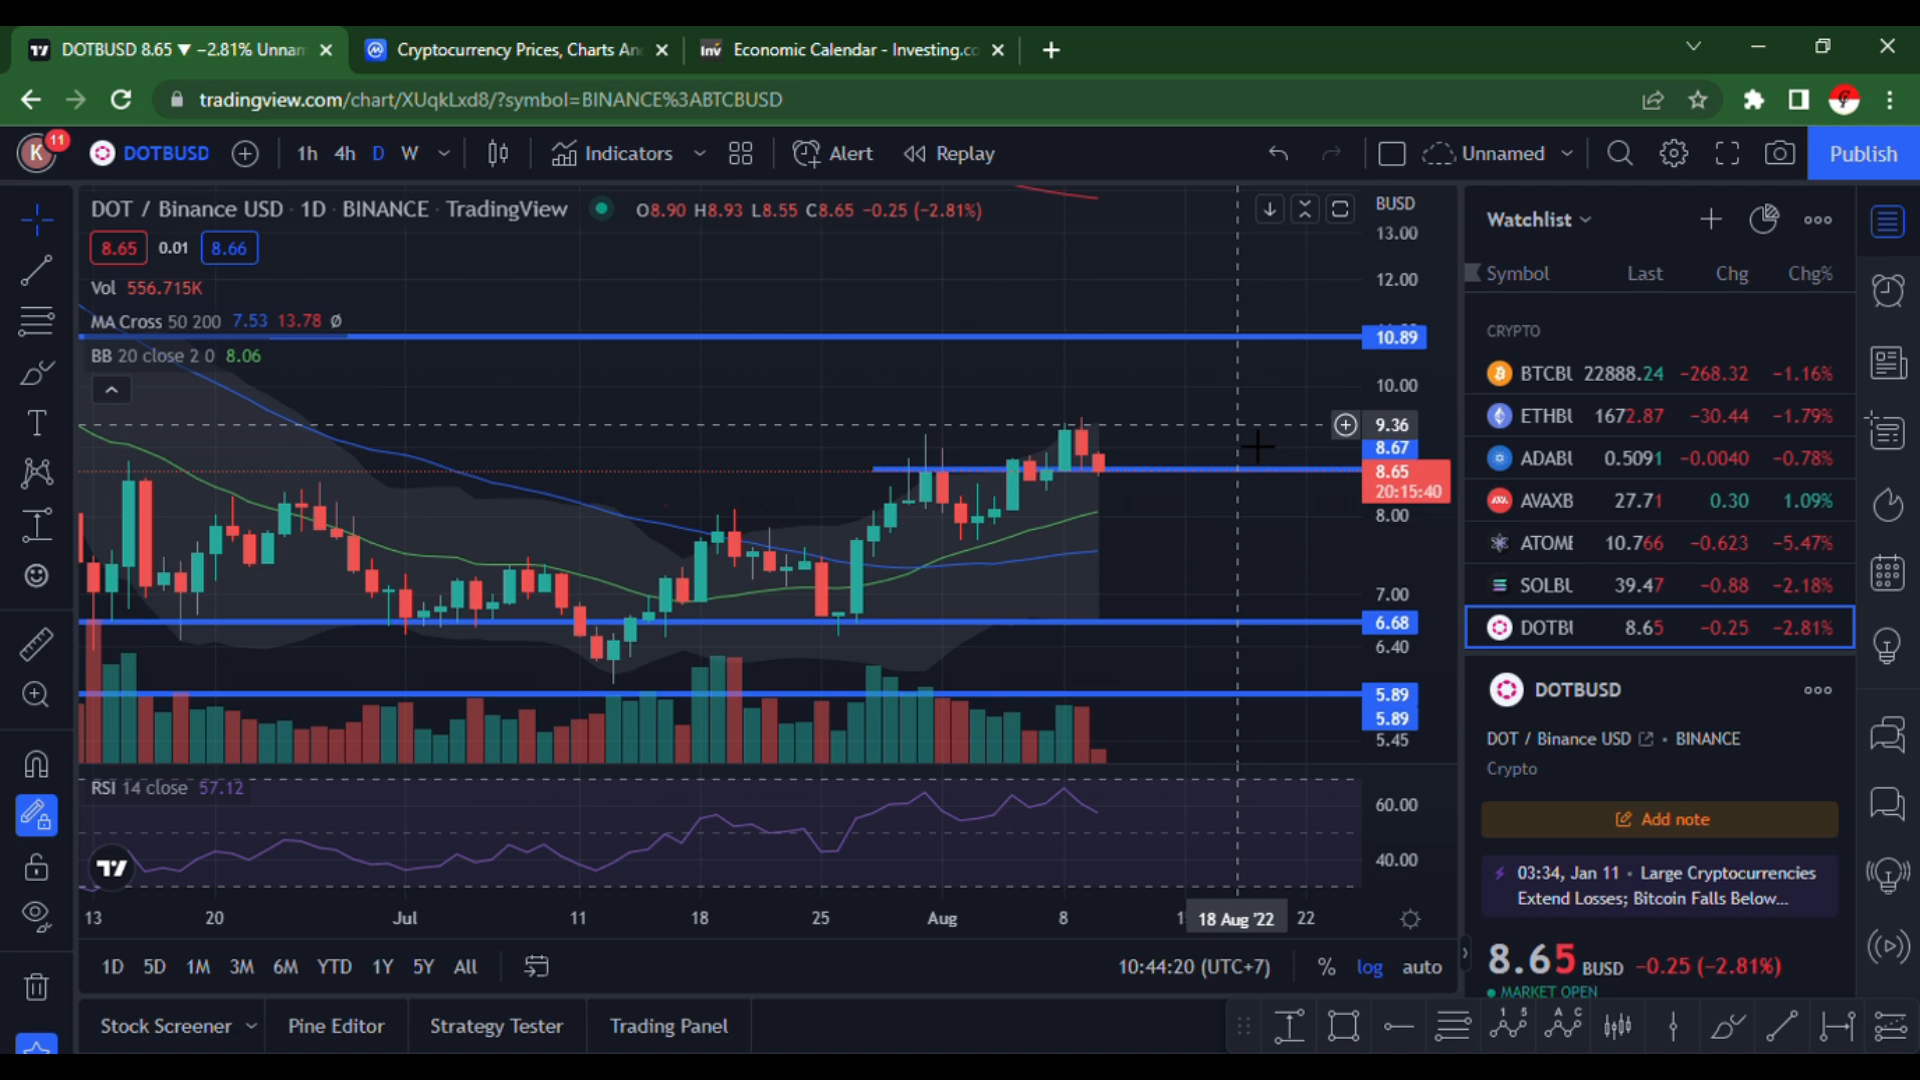 DOTBUSD 8.65 ▼ −2.81% Unnam
Cryptocurrency Prices, Charts An
Inv Economic Calendar - Investing.co
tradingview.com/chart/XUqkLxd8/?symbol=BINANCE%3ABTCBUSD
K 11 DOTBUSD 1h 4h D W Indicators Alert Replay Unnamed Publish
DOT / Binance USD · 1D · BINANCE · TradingView O8.90 H8.93 L8.55 C8.65 −0.25 (−2.81%)
8.65 0.01 8.66
Vol 556.715K
MA Cross 50 200 7.53 13.78 Ø
BB 20 close 2 0 8.06
BUSD
13.00
12.00
10.89
10.00
9.36
8.67
8.65
20:15:40
8.00
7.00
6.68
6.40
5.89
5.89
5.45
RSI 14 close 57.12
60.00
40.00
13 20 Jul 11 18 25 Aug 8 18 Aug '22 22
1D 5D 1M 3M 6M YTD 1Y 5Y All
10:44:20 (UTC+7) % log auto
Stock Screener Pine Editor Strategy Tester Trading Panel
Watchlist
Symbol Last Chg Chg%
CRYPTO
BTCBU 22888.24 −268.32 −1.16%
ETHBU 1672.87 −30.44 −1.79%
ADABU 0.5091 −0.0040 −0.78%
AVAXB 27.71 0.30 1.09%
ATOME 10.766 −0.623 −5.47%
SOLBU 39.47 −0.88 −2.18%
DOTBU 8.65 −0.25 −2.81%
DOTBUSD
DOT / Binance USD · BINANCE
Crypto
Add note
03:34, Jan 11 · Large Cryptocurrencies
Extend Losses; Bitcoin Falls Below...
8.65 BUSD −0.25 (−2.81%)
MARKET OPEN